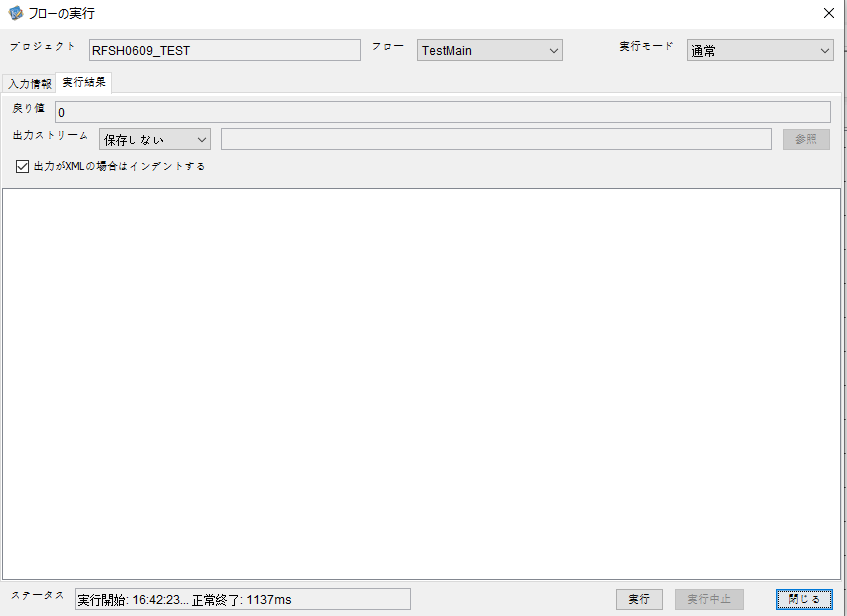 フローの実行
プロジェクト RFSH0609_TEST フロー TestMain 実行モード 通常
入力情報 実行結果
戻り値 0
出力ストリーム 保存しない 参照
出力がXMLの場合はインデントする
ステータス 実行開始: 16:42:23... 正常終了: 1137ms 実行 実行中止 閉じる